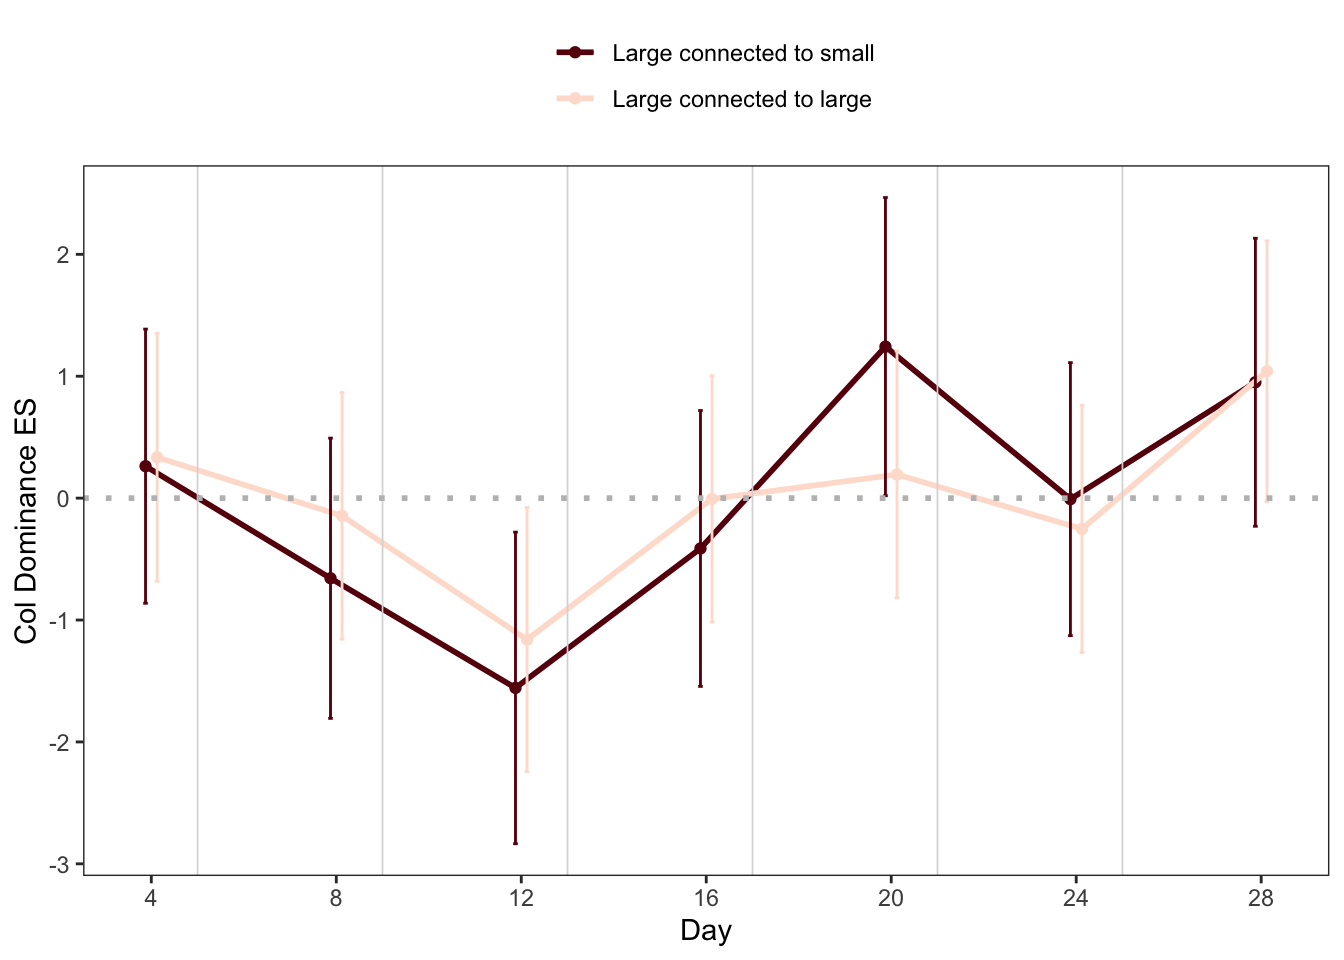 Large connected to small
Large connected to large
Col Dominance ES
2
1
0
-1
-2
-3
4 8 12 16 20 24 28
Day